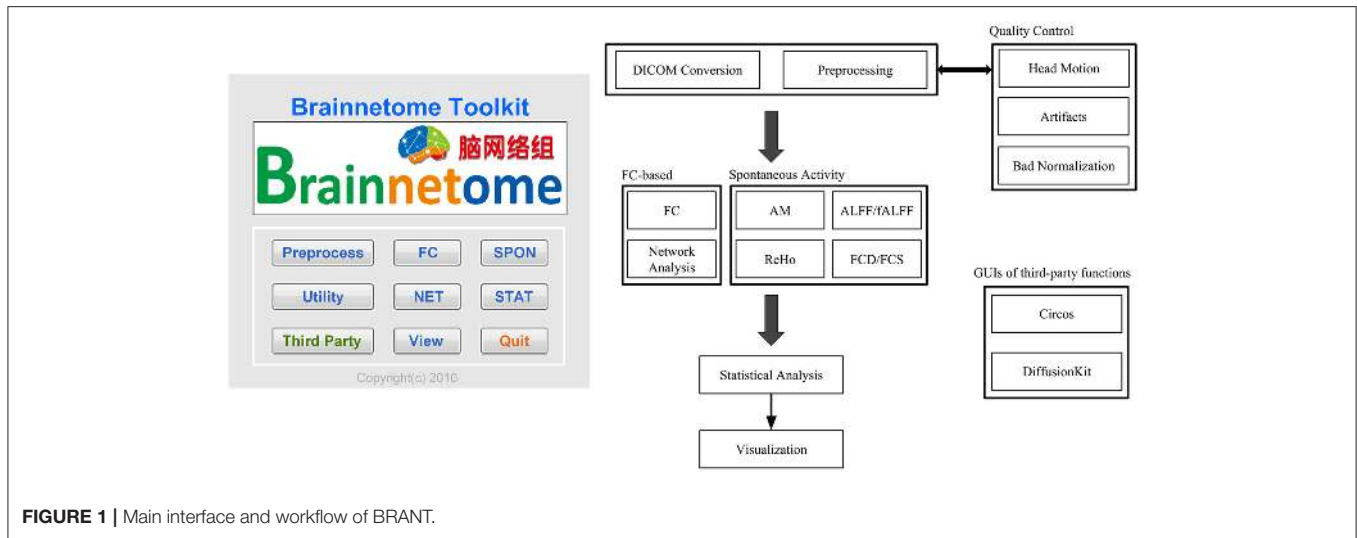 Brainnetome Toolkit
脑网络组
Brainnetome
Preprocess FC SPON
Utility NET STAT
Third Party View Quit
Copyright(c) 2016
Quality Control
DICOM Conversion Preprocessing Head Motion
Artifacts
Bad Normalization
FC-based Spontaneous Activity
FC AM ALFF/fALFF
Network
Analysis
ReHo FCD/FCS
GUIs of third-party functions
Circos
DiffusionKit
Statistical Analysis
Visualization
FIGURE 1 | Main interface and workflow of BRANT.